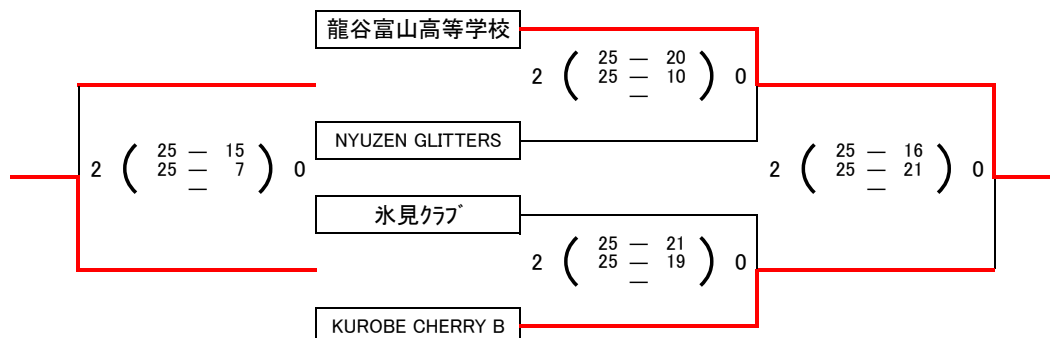 龍谷富山高等学校
25 — 20
2 ( 25 — 10 ) 0
—
NYUZEN GLITTERS
25 — 15
2 ( 25 — 7 ) 0
—
25 — 16
2 ( 25 — 21 ) 0
—
氷見ｸﾗﾌﾞ
25 — 21
2 ( 25 — 19 ) 0
—
KUROBE CHERRY B